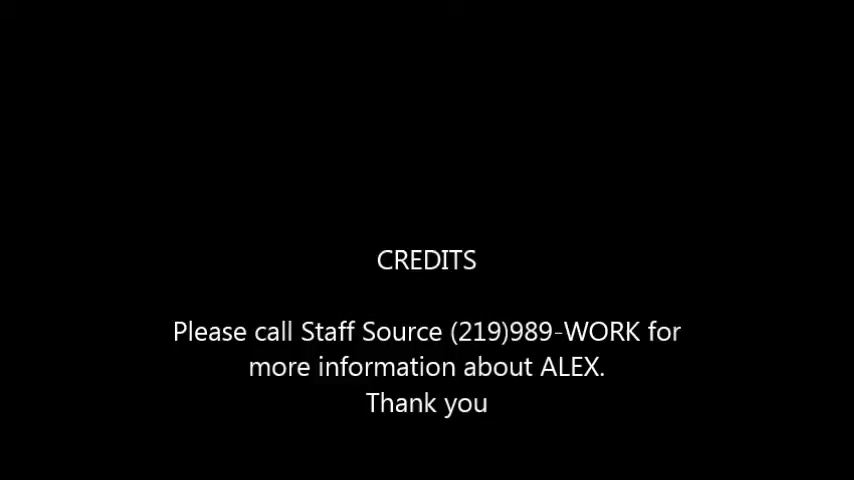 CREDITS
Please call Staff Source (219)989-WORK for
more information about ALEX.
Thank you